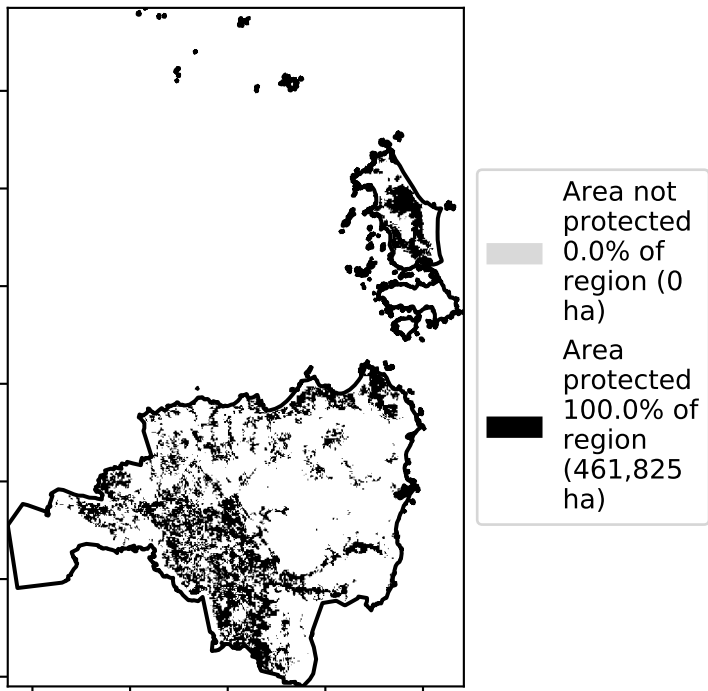 Area not
protected
0.0% of
region (0
ha)
Area
protected
100.0% of
region
(461,825
ha)